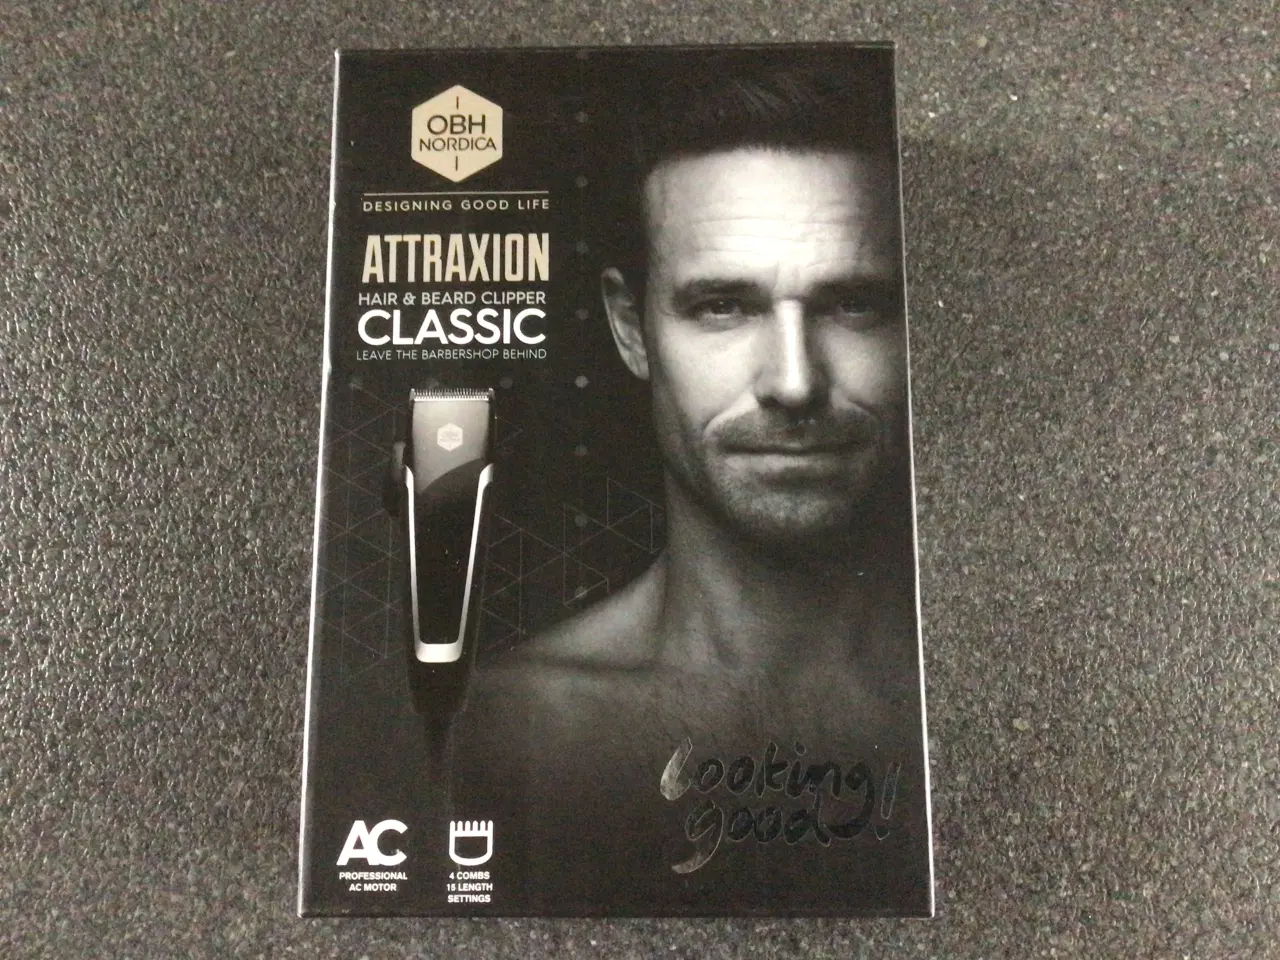 OBH
NORDICA
DESIGNING GOOD LIFE
ATTRAXION
HAIR & BEARD CLIPPER
CLASSIC
LEAVE THE BARBERSHOP BEHIND
OBH
looking
good!
AC
PROFESSIONAL
AC MOTOR
4 COMBS
15 LENGTH
SETTINGS